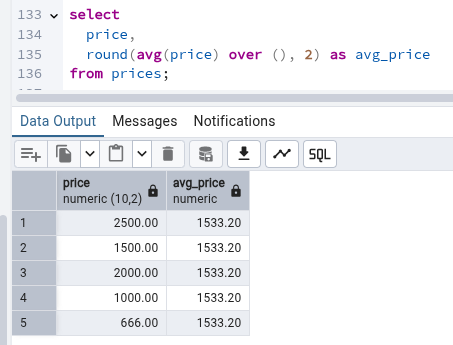 133 select
134 price,
135 round(avg(price) over (), 2) as avg_price
136 from prices;
Data Output Messages Notifications
SQL
price avg_price
numeric (10,2) numeric
1 2500.00 1533.20
2 1500.00 1533.20
3 2000.00 1533.20
4 1000.00 1533.20
5 666.00 1533.20